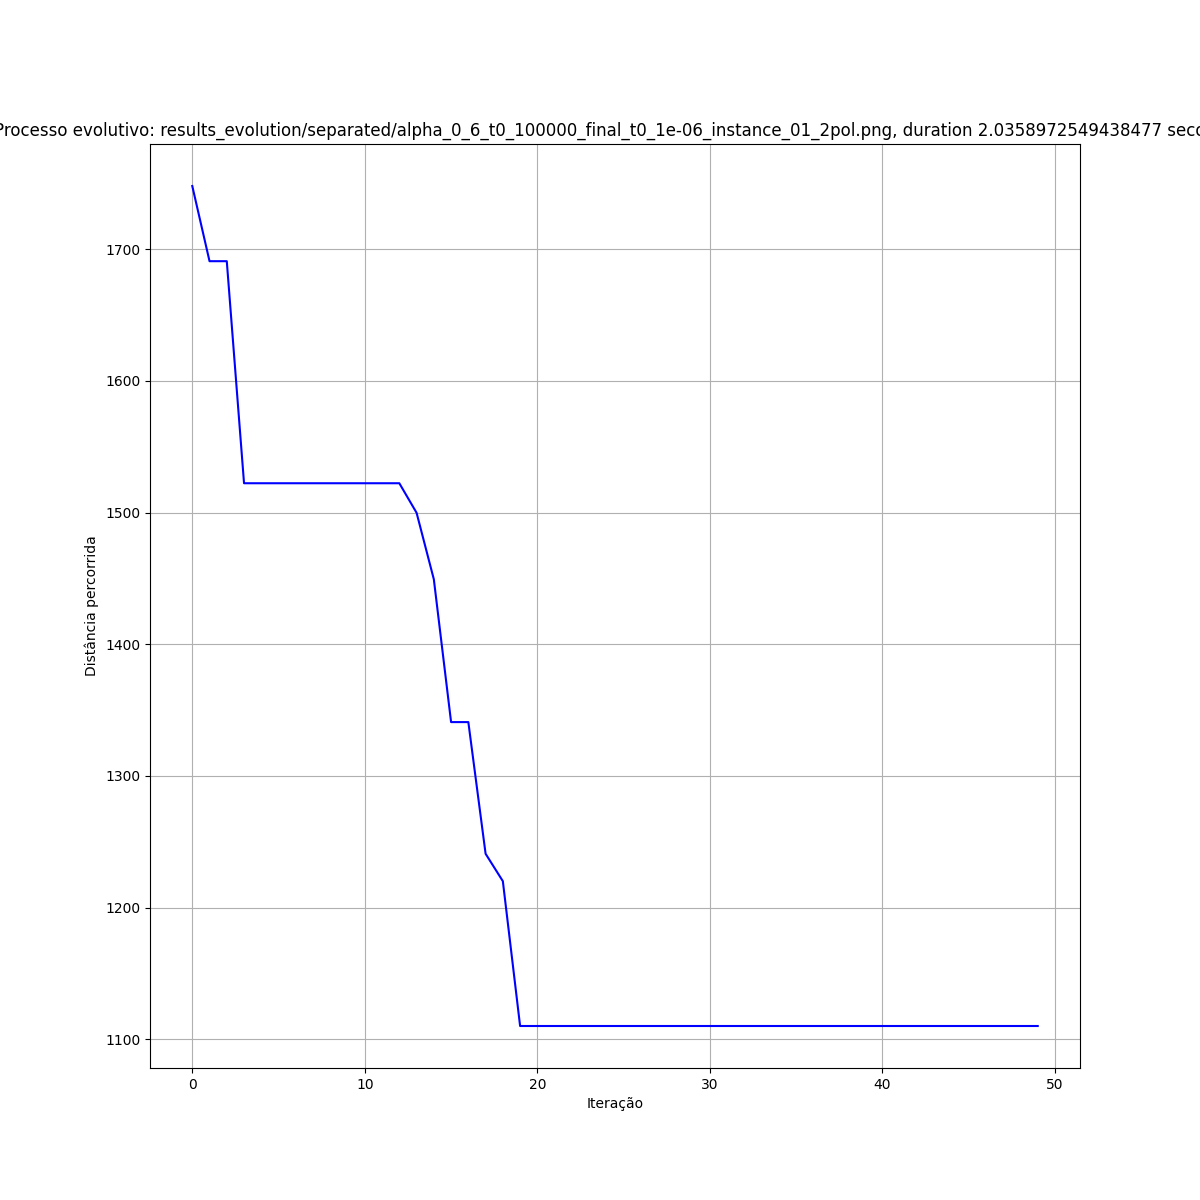 Processo evolutivo: results_evolution/separated/alpha_0_6_t0_100000_final_t0_1e-06_instance_01_2pol.png, duration 2.0358972549438477 seco
1700
1600
1500
1400
1300
1200
1100
Distância percorrida
0 10 20 30 40 50
Iteração